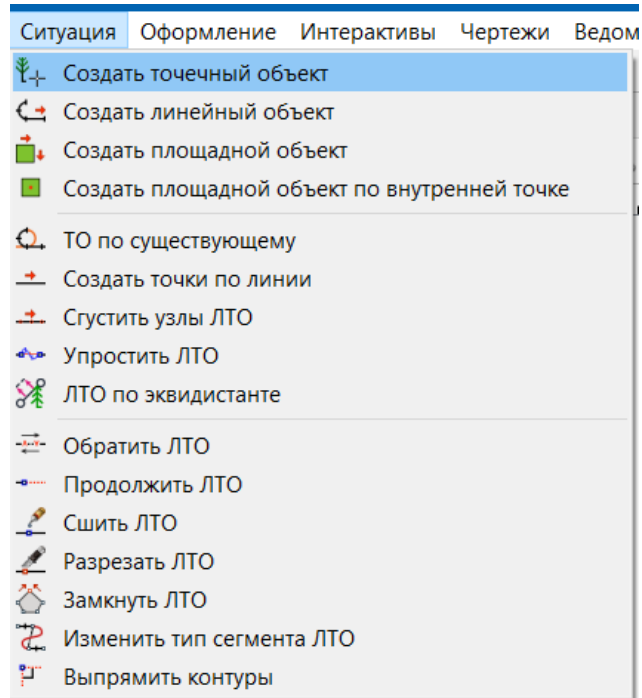 Ситуация Оформление Интерактивы Чертежи Ведом
Создать точечный объект
Создать линейный объект
Создать площадной объект
Создать площадной объект по внутренней точке
ТО по существующему
Создать точки по линии
Сгустить узлы ЛТО
Упростить ЛТО
ЛТО по эквидистанте
Обратить ЛТО
Продолжить ЛТО
Сшить ЛТО
Разрезать ЛТО
Замкнуть ЛТО
Изменить тип сегмента ЛТО
Выпрямить контуры